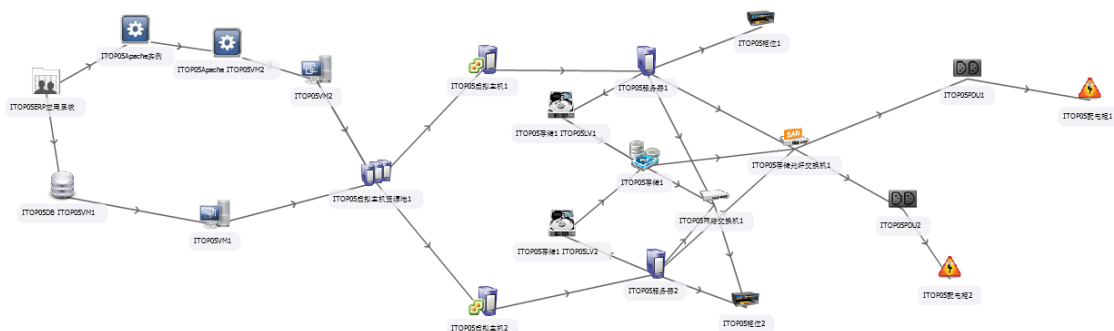 ITOP05柜位1
ITOP05Apache实例
ITOP05Apache ITOP05VM2
ITOP05VM2
ITOP05虚拟主机1
ITOP05服务器1
ITOP05PDU1
ITOP05配电柜1
ITOP05ERP应用系统
ITOP05存储1 ITOP05LV1
SAN
ITOP05存储光纤交换机1
ITOP05存储1
ITOP05虚拟主机资源池1
ITOP05DB ITOP05VM1
ITOP05网络交换机1
ITOP05PDU2
ITOP05VM1
ITOP05存储1 ITOP05LV2
ITOP05服务器2
ITOP05配电柜2
ITOP05虚拟主机2
ITOP05柜位2